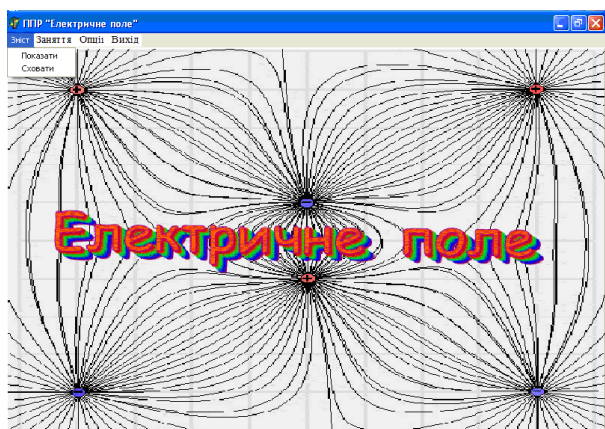 ППР "Електричне поле"
Зміст Заняття Опції Вихід
Показати
Сховати
Електричне поле